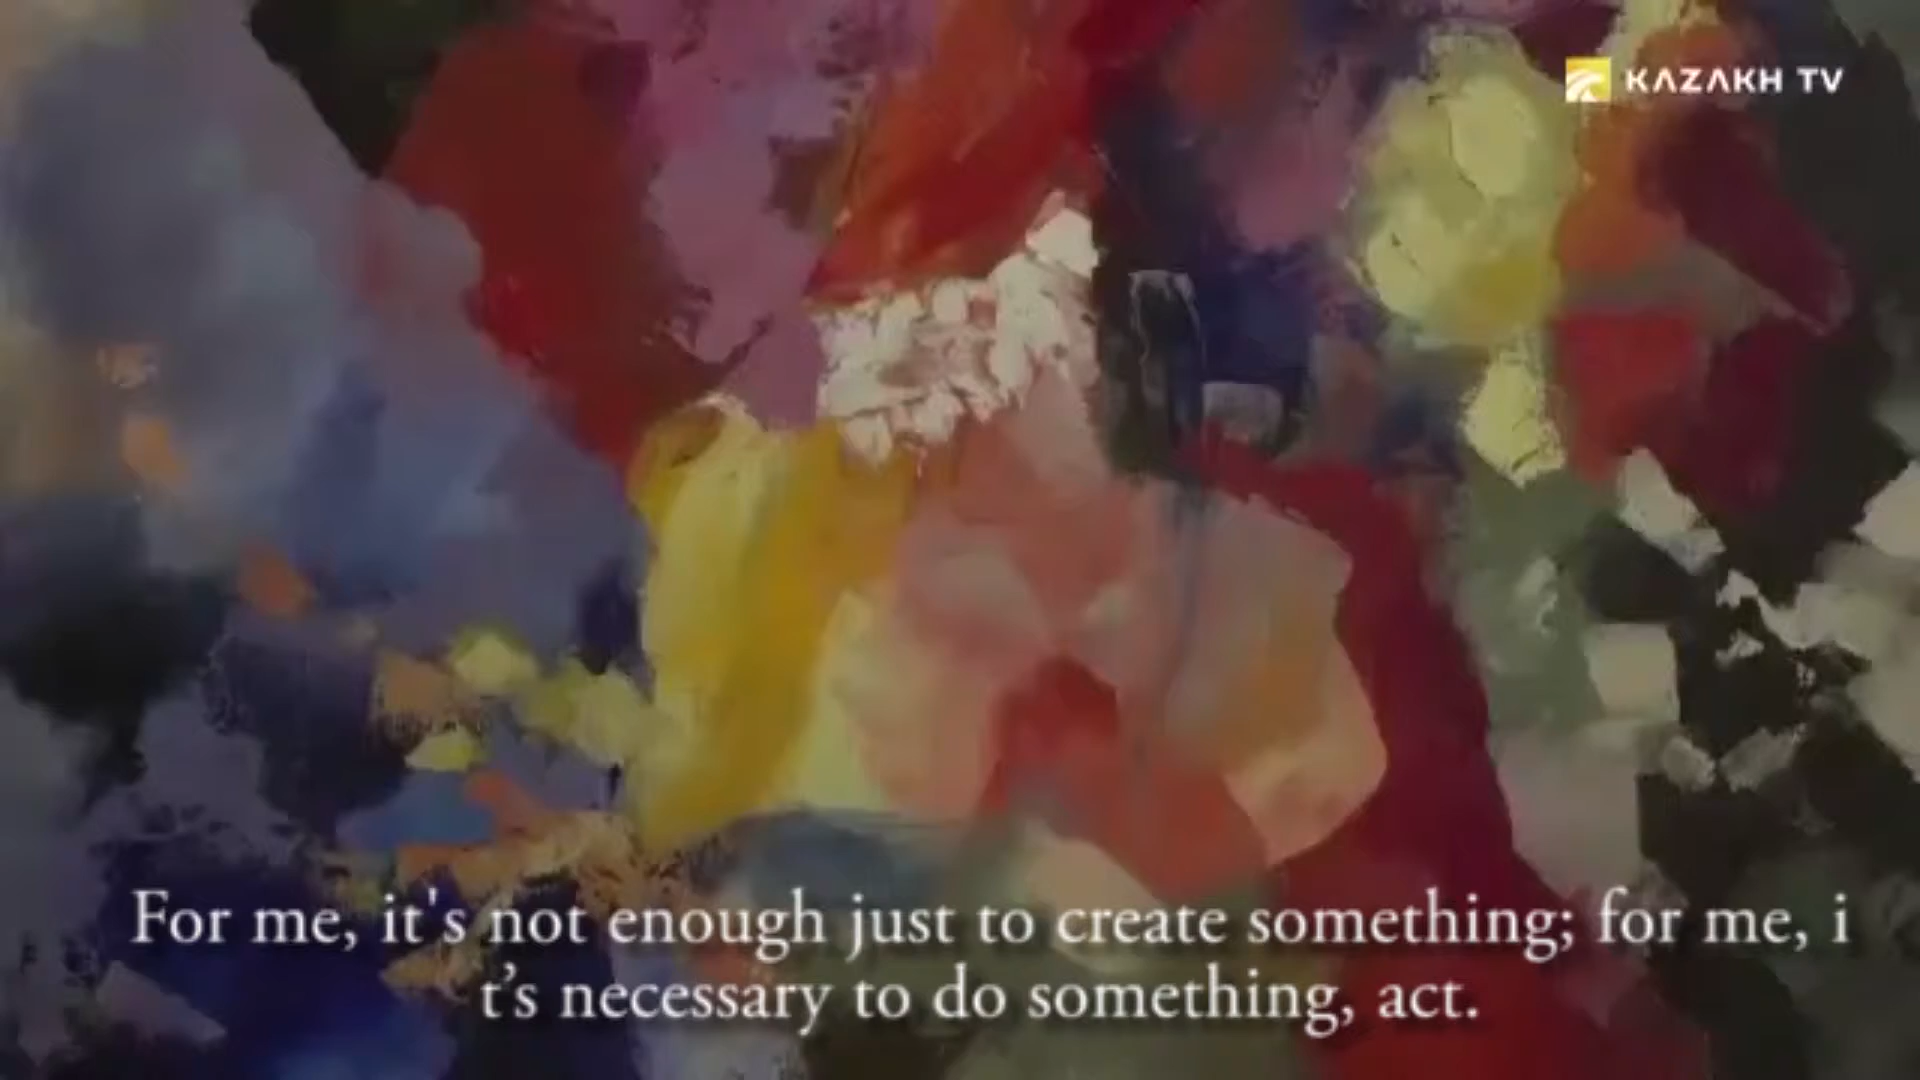 KAZAKH TV
For me, it's not enough just to create something; for me, i
t’s necessary to do something, act.